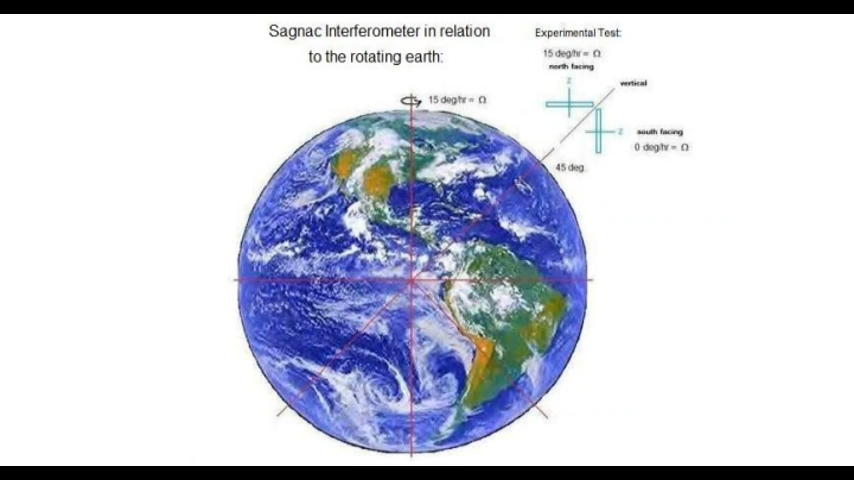 Sagnac Interferometer in relation
to the rotating earth:
Experimental Test:
15 deg/hr = Ω
north facing
z
vertical
15 deg/hr = Ω
z
south facing
0 deg/hr = Ω
45 deg